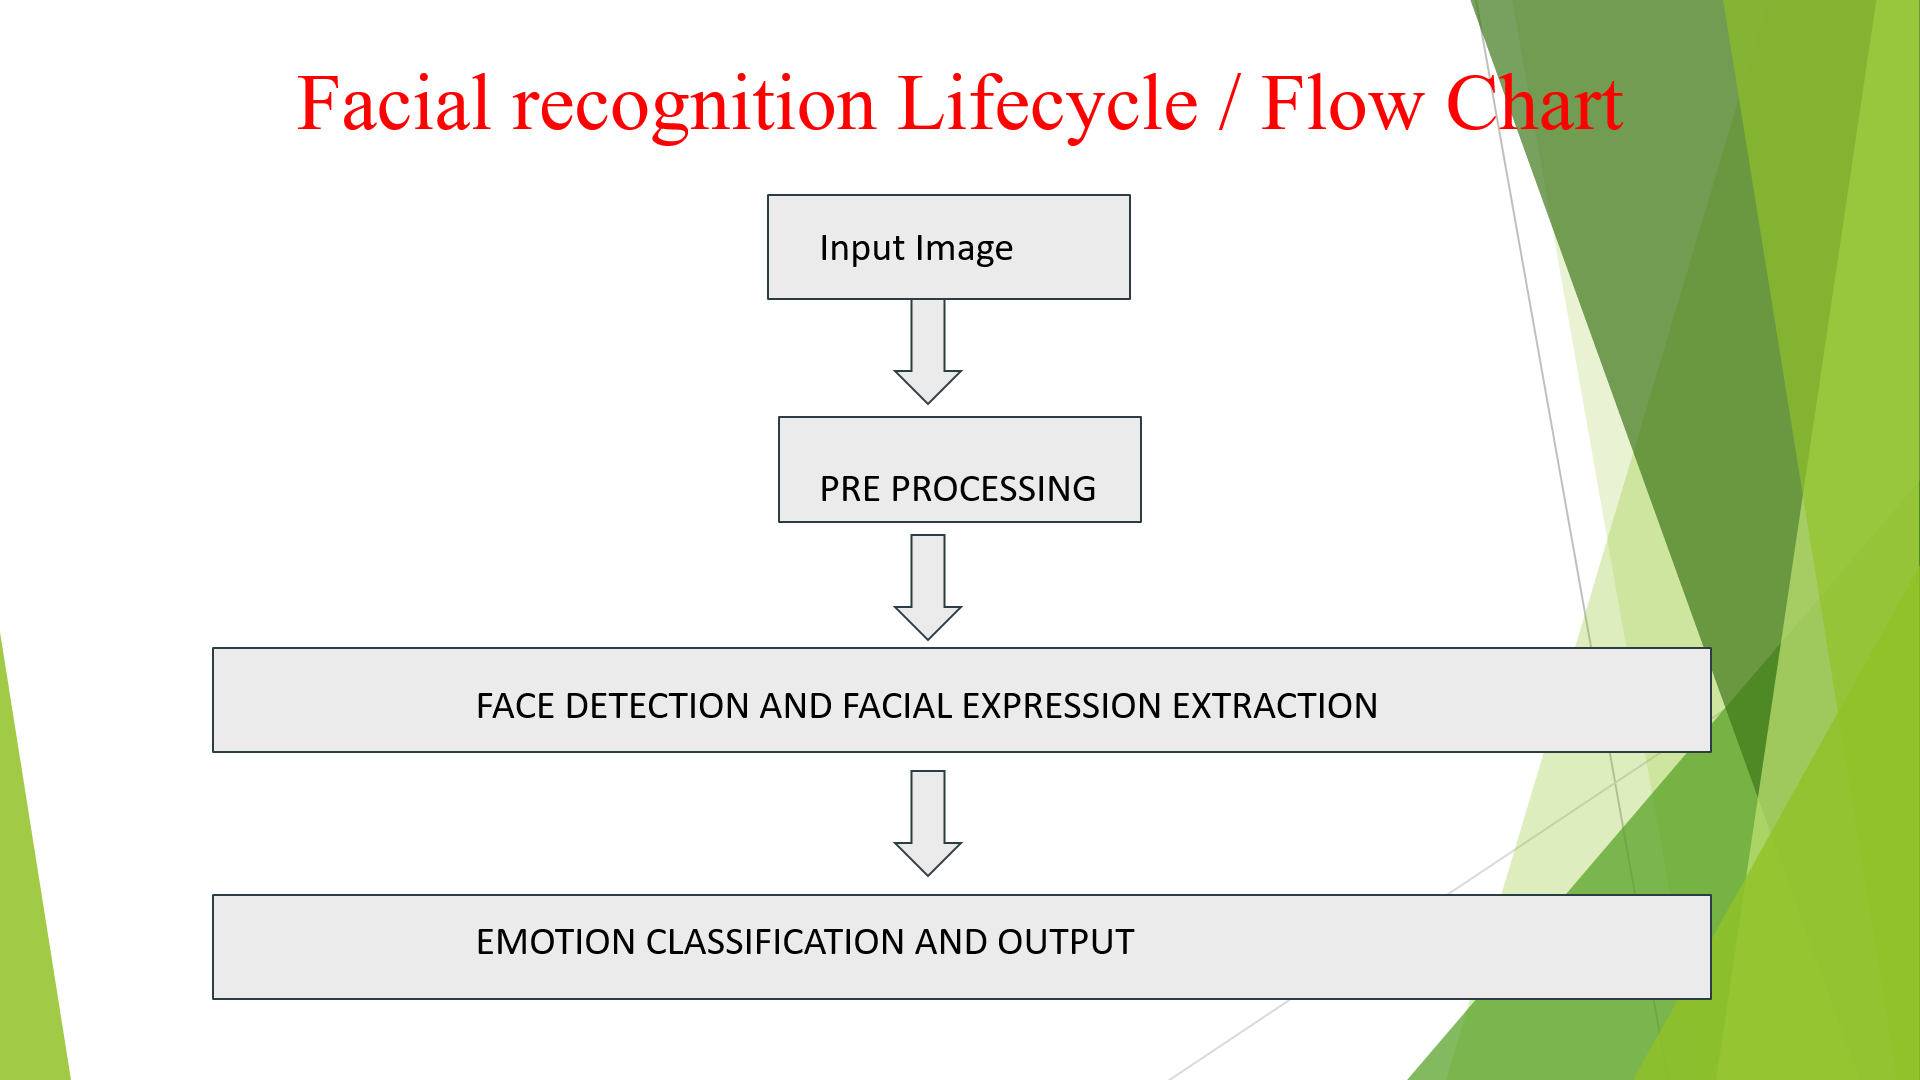 Facial recognition Lifecycle / Flow Chart
Input Image
PRE PROCESSING
FACE DETECTION AND FACIAL EXPRESSION EXTRACTION
EMOTION CLASSIFICATION AND OUTPUT